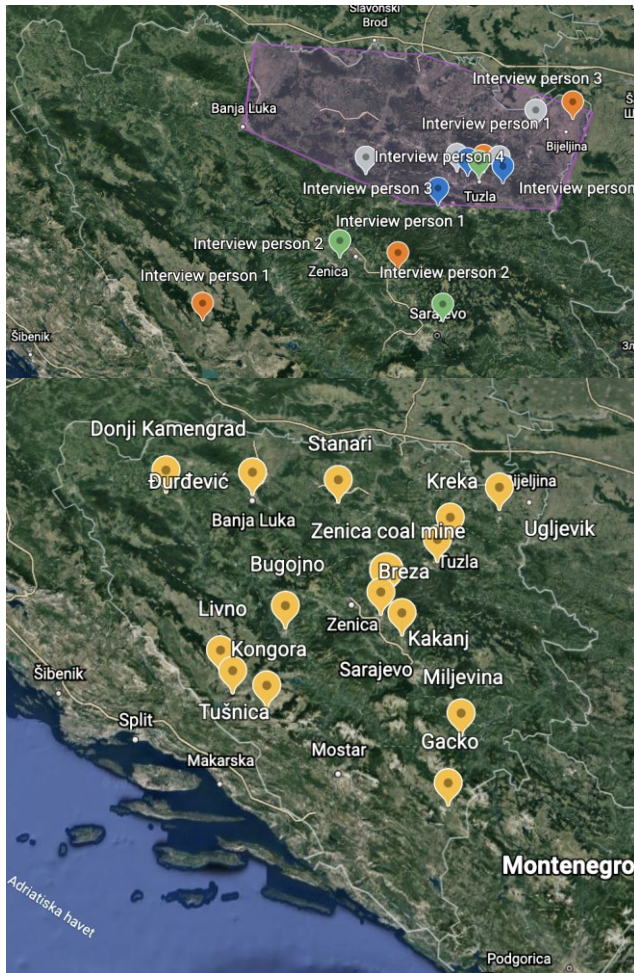 Slavonski
Brod
Interview person 3
Banja Luka
Interview person 1
Bijeljina
Interview person 4
Interview person 3
Interview person
Tuzla
Interview person 1
Interview person 2
Zenica
Interview person 2
Interview person 1
Sarajevo
Šibenik
Donji Kamengrad
Stanari
Đurđević
Kreka
Bijeljina
Banja Luka
Zenica coal mine
Ugljevik
Bugojno
Tuzla
Breza
Livno
Zenica
Kakanj
Kongora
Sarajevo
Miljevina
Šibenik
Tušnica
Split
Gacko
Mostar
Makarska
Montenegro
Adriatiska havet
Podgorica